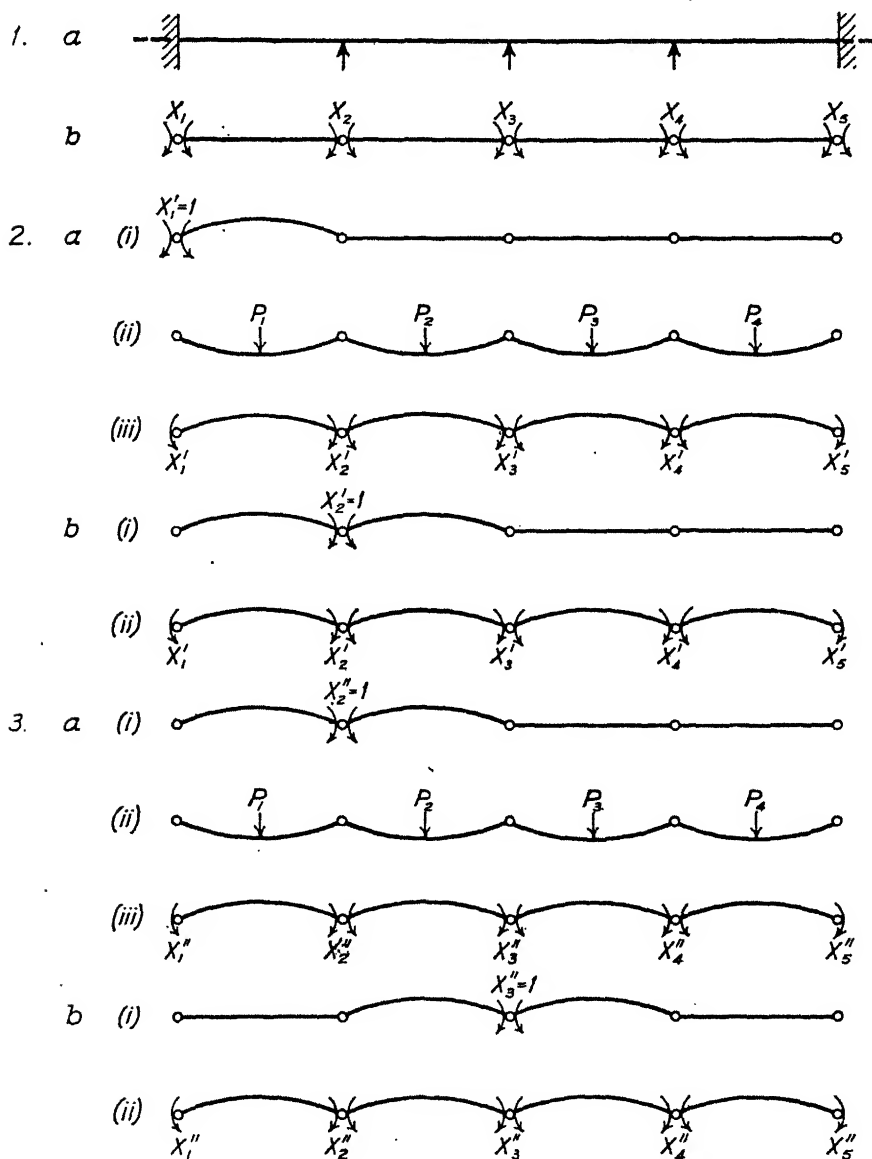 1. a
b X₁ X₂ X₃ X₄ X₅
2. a (i) X₁'=1
(ii) P₁ P₂ P₃ P₄
(iii) X₁' X₂' X₃' X₄' X₅'
b (i) X₂'=1
(ii) X₁' X₂' X₃' X₄' X₅'
3. a (i) X₂"=1
(ii) P₁ P₂ P₃ P₄
(iii) X₁" X₂" X₃" X₄" X₅"
b (i) X₃"=1
(ii) X₁" X₂" X₃" X₄" X₅"